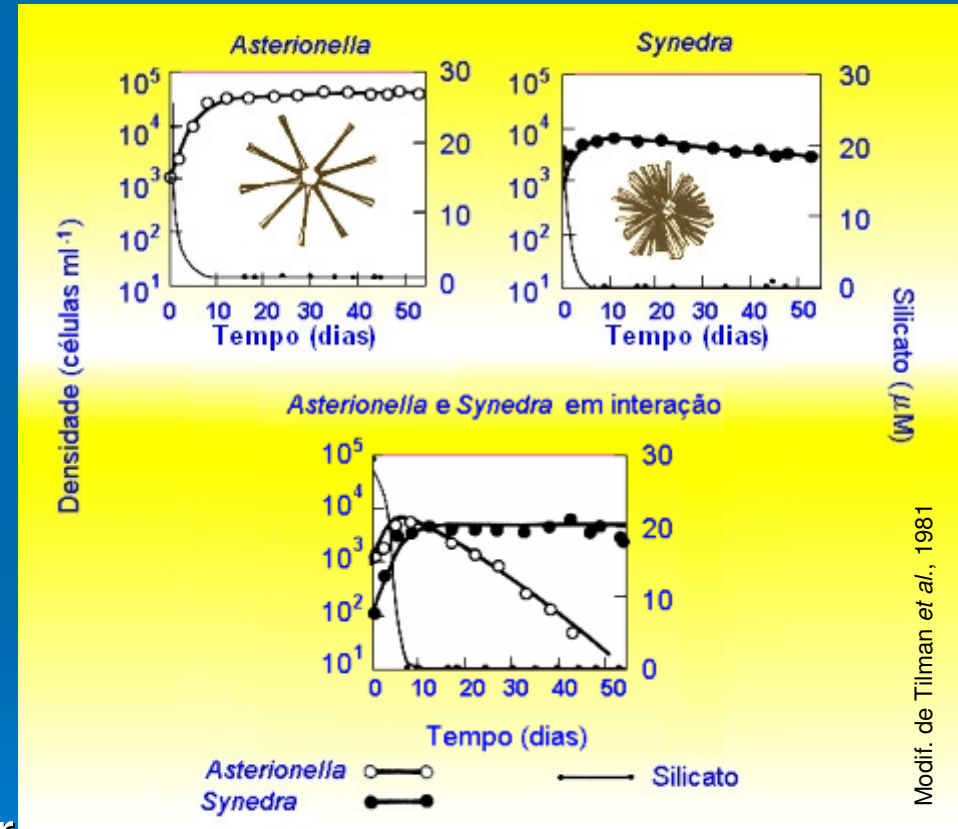 Asterionella
Synedra
10⁵
10⁴
10³
10²
10¹
30
20
10
0
0 10 20 30 40 50
Tempo (dias)
10⁵
10⁴
10³
10²
10¹
30
20
10
0
0 10 20 30 40 50
Tempo (dias)
Densidade (células ml⁻¹)
Silicato (μM)
Asterionella e Synedra em interação
10⁵
10⁴
10³
10²
10¹
30
20
10
0
0 10 20 30 40 50
Tempo (dias)
Asterionella
Synedra
Silicato
Modif. de Tilman et al., 1981